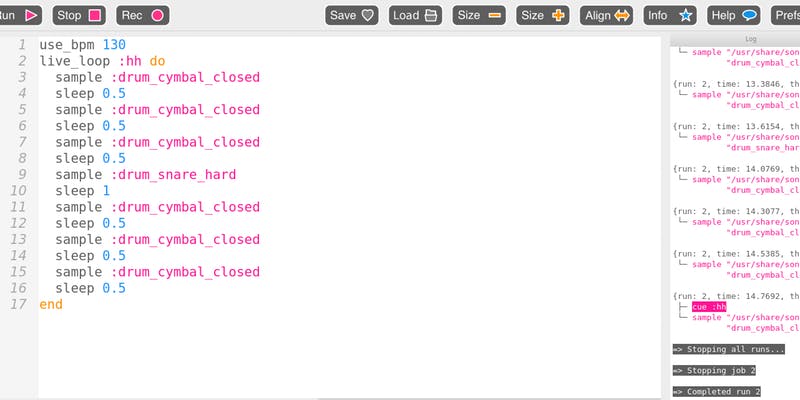 Run Stop Rec Save Load Size Size Align Info Help Prefs
Log
1 use_bpm 130
2 live_loop :hh do
3 sample :drum_cymbal_closed
4 sleep 0.5
5 sample :drum_cymbal_closed
6 sleep 0.5
7 sample :drum_cymbal_closed
8 sleep 0.5
9 sample :drum_snare_hard
10 sleep 1
11 sample :drum_cymbal_closed
12 sleep 0.5
13 sample :drum_cymbal_closed
14 sleep 0.5
15 sample :drum_cymbal_closed
16 sleep 0.5
17 end
└─ sample "/usr/share/son
"drum_cymbal_cl
{run: 2, time: 13.3846, th
└─ sample "/usr/share/son
"drum_cymbal_cl
{run: 2, time: 13.6154, th
└─ sample "/usr/share/son
"drum_snare_har
{run: 2, time: 14.0769, th
└─ sample "/usr/share/son
"drum_cymbal_cl
{run: 2, time: 14.3077, th
└─ sample "/usr/share/son
"drum_cymbal_cl
{run: 2, time: 14.5385, th
└─ sample "/usr/share/son
"drum_cymbal_cl
{run: 2, time: 14.7692, th
├─ cue :hh
└─ sample "/usr/share/son
"drum_cymbal_cl
=> Stopping all runs...
=> Stopping job 2
=> Completed run 2